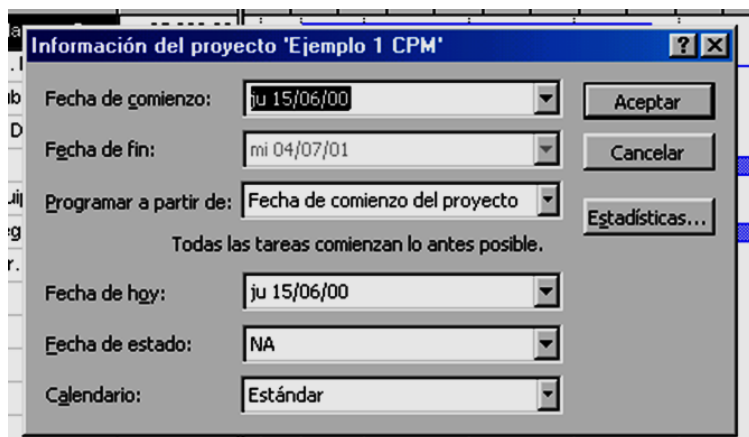 Información del proyecto 'Ejemplo 1 CPM'
Fecha de comienzo: ju 15/06/00 Aceptar
Fecha de fin: mi 04/07/01 Cancelar
Programar a partir de: Fecha de comienzo del proyecto Estadísticas...
Todas las tareas comienzan lo antes posible.
Fecha de hoy: ju 15/06/00
Fecha de estado: NA
Calendario: Estándar